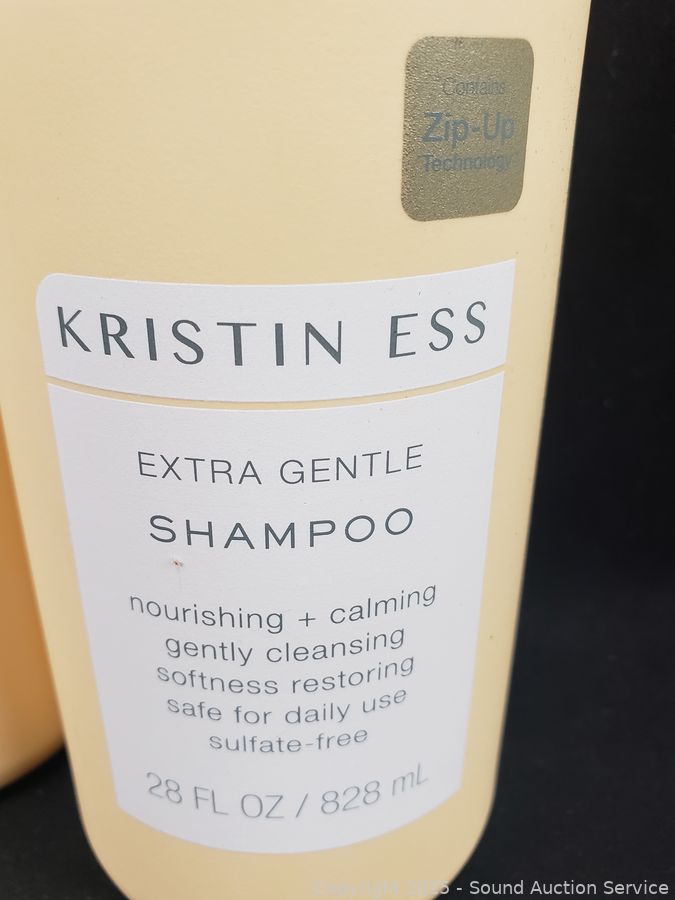 Contains
Zip-Up
Technology
KRISTIN ESS
EXTRA GENTLE
SHAMPOO
nourishing + calming
gently cleansing
softness restoring
safe for daily use
sulfate-free
28 FL OZ / 828 mL
Copyright - Sound Auction Service